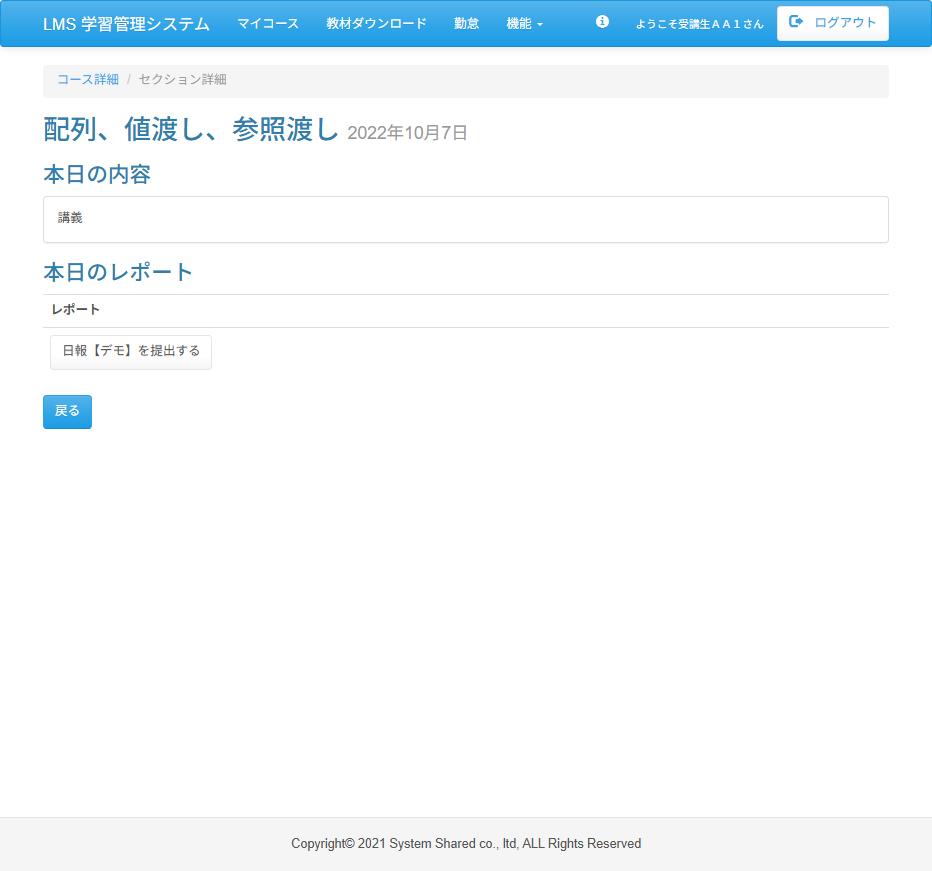 LMS 学習管理システム マイコース 教材ダウンロード 勤怠 機能 ようこそ受講生ＡＡ１さん ログアウト
コース詳細 / セクション詳細
配列、値渡し、参照渡し 2022年10月7日
本日の内容
講義
本日のレポート
レポート
日報【デモ】を提出する
戻る
Copyright© 2021 System Shared co., ltd, ALL Rights Reserved